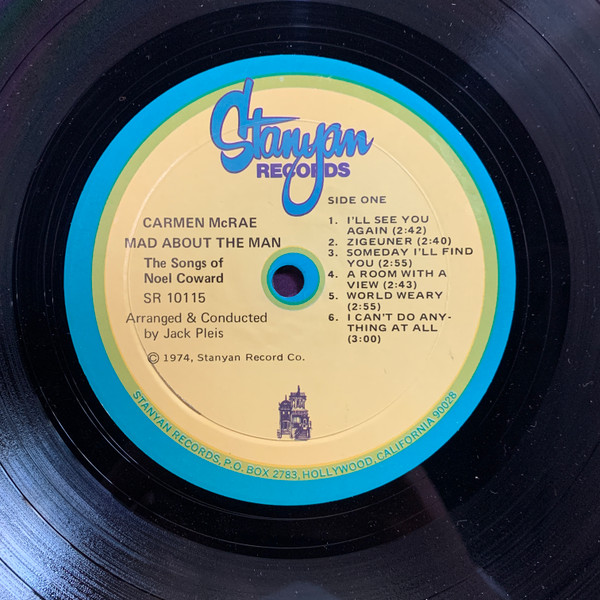 Stanyan
RECORDS
SIDE ONE
CARMEN McRAE
MAD ABOUT THE MAN
The Songs of
Noel Coward
SR 10115
Arranged & Conducted
by Jack Pleis
© 1974, Stanyan Record Co.
1. I'LL SEE YOU
AGAIN (2:42)
2. ZIGEUNER (2:40)
3. SOMEDAY I'LL FIND
YOU (2:55)
4. A ROOM WITH A
VIEW (2:43)
5. WORLD WEARY
(2:55)
6. I CAN'T DO ANY-
THING AT ALL
(3:00)
STANYAN RECORDS, P.O. BOX 2783, HOLLYWOOD, CALIFORNIA 90028